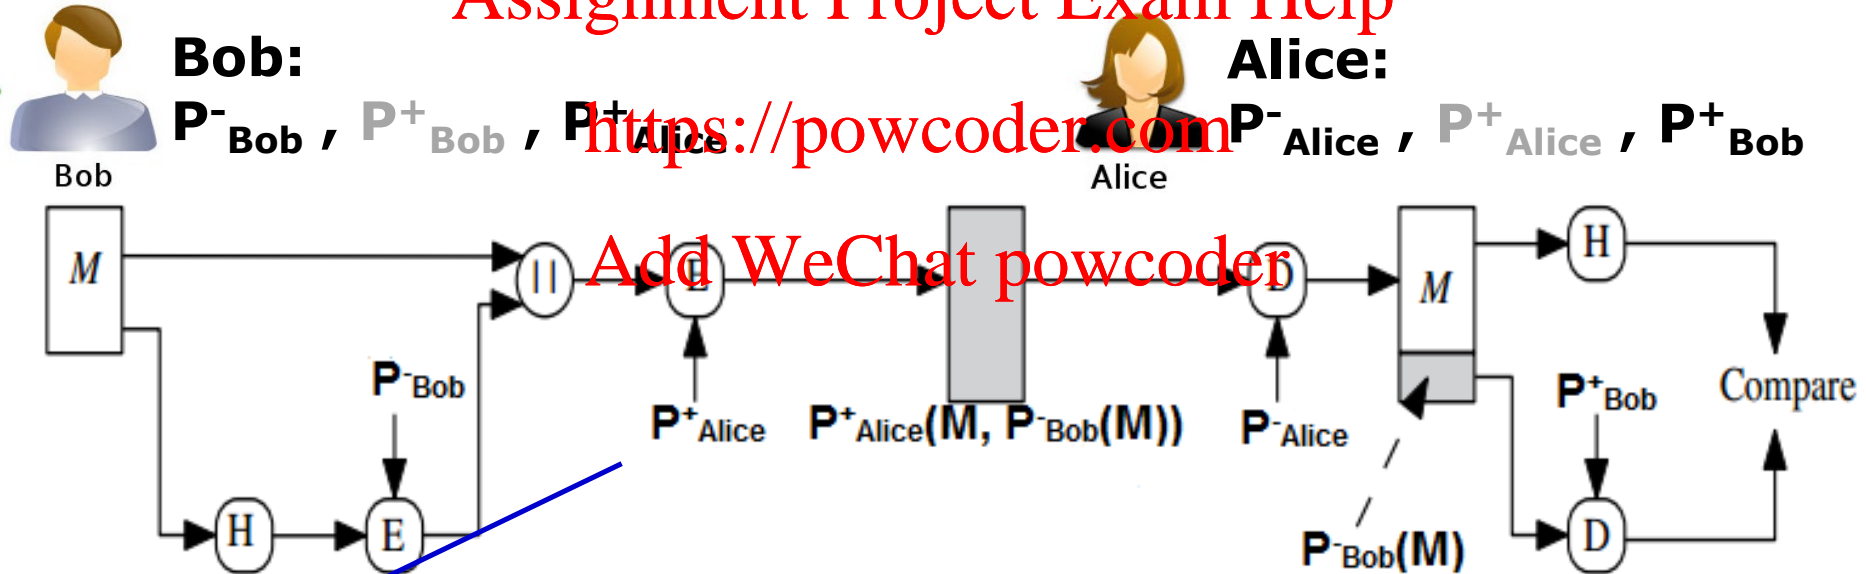 Assignment Project Exam Help
Bob:
P-Bob , P+Bob , P+Alice
Alice:
P-Alice , P+Alice , P+Bob
https://powcoder.com
Bob
Alice
Add WeChat powcoder
M
||
E
D
M
H
P-Bob
P+Alice
P+Alice(M, P-Bob(M))
P-Alice
P+Bob
Compare
H
E
P-Bob(M)
D